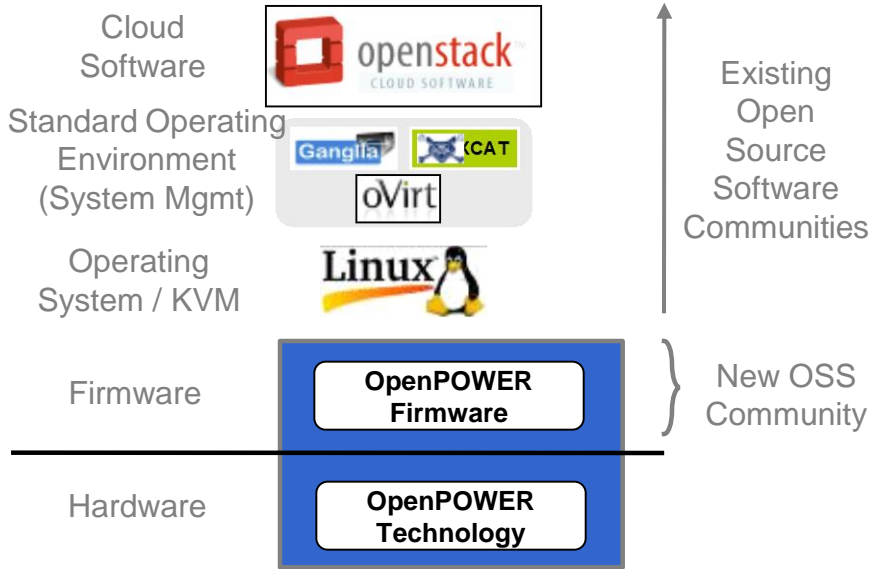 Cloud
Software
openstack™
CLOUD SOFTWARE
Standard Operating
Environment
(System Mgmt)
Ganglia
XCAT
oVirt
Existing
Open
Source
Software
Communities
Operating
System / KVM
Linux
Firmware
OpenPOWER
Firmware
New OSS
Community
Hardware
OpenPOWER
Technology